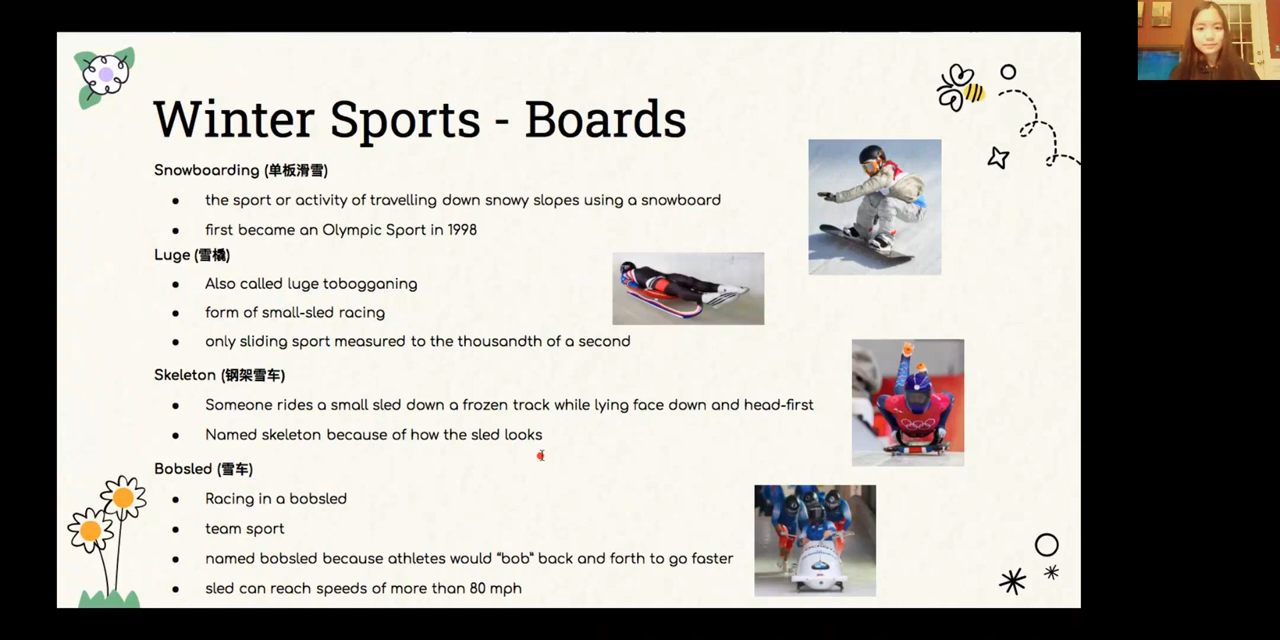 Winter Sports - Boards
Snowboarding (单板滑雪)
● the sport or activity of travelling down snowy slopes using a snowboard
● first became an Olympic Sport in 1998
Luge (雪橇)
● Also called luge tobogganing
● form of small-sled racing
● only sliding sport measured to the thousandth of a second
Skeleton (钢架雪车)
● Someone rides a small sled down a frozen track while lying face down and head-first
● Named skeleton because of how the sled looks
Bobsled (雪车)
● Racing in a bobsled
● team sport
● named bobsled because athletes would “bob” back and forth to go faster
● sled can reach speeds of more than 80 mph